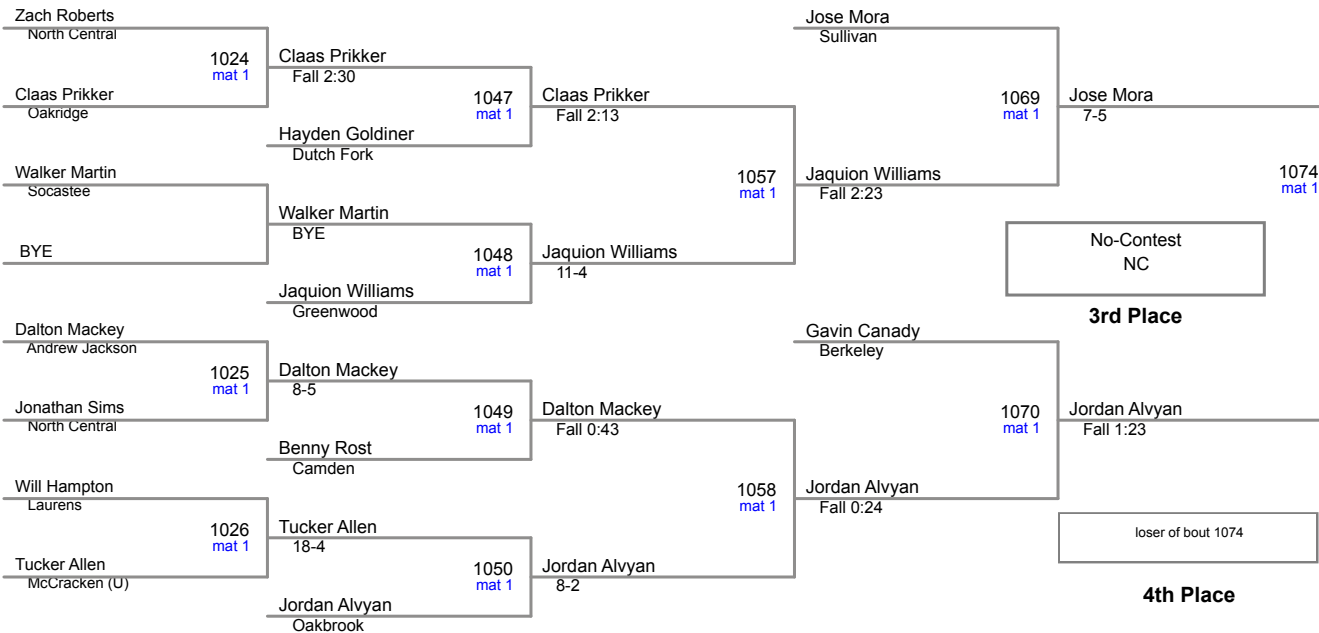 Zach Roberts
North Central
1024
mat 1
Claas Prikker
Oakridge
Walker Martin
Socastee
BYE
Dalton Mackey
Andrew Jackson
1025
mat 1
Jonathan Sims
North Central
Will Hampton
Laurens
1026
mat 1
Tucker Allen
McCracken (U)
Claas Prikker
Fall 2:30
1047
mat 1
Hayden Goldiner
Dutch Fork
Walker Martin
BYE
1048
mat 1
Jaquion Williams
Greenwood
Dalton Mackey
8-5
1049
mat 1
Benny Rost
Camden
Tucker Allen
18-4
1050
mat 1
Jordan Alvyan
Oakbrook
Claas Prikker
Fall 2:13
1057
mat 1
Jaquion Williams
11-4
Dalton Mackey
Fall 0:43
1058
mat 1
Jordan Alvyan
8-2
Jose Mora
Sullivan
1069
mat 1
Jaquion Williams
Fall 2:23
Gavin Canady
Berkeley
1070
mat 1
Jordan Alvyan
Fall 0:24
Jose Mora
7-5
1074
mat 1
Jordan Alvyan
Fall 1:23
No-Contest
NC
3rd Place
loser of bout 1074
4th Place